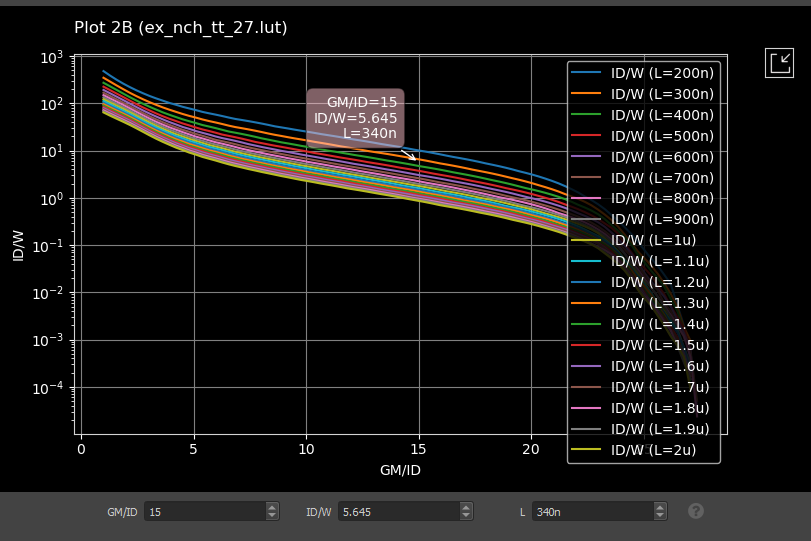 Plot 2B (ex_nch_tt_27.lut)
10³
10²
10¹
10⁰
10⁻¹
10⁻²
10⁻³
10⁻⁴
ID/W
GM/ID=15
ID/W=5.645
L=340n
ID/W (L=200n)
ID/W (L=300n)
ID/W (L=400n)
ID/W (L=500n)
ID/W (L=600n)
ID/W (L=700n)
ID/W (L=800n)
ID/W (L=900n)
ID/W (L=1u)
ID/W (L=1.1u)
ID/W (L=1.2u)
ID/W (L=1.3u)
ID/W (L=1.4u)
ID/W (L=1.5u)
ID/W (L=1.6u)
ID/W (L=1.7u)
ID/W (L=1.8u)
ID/W (L=1.9u)
ID/W (L=2u)
0 5 10 15 20
GM/ID
GM/ID 15 ID/W 5.645 L 340n ?